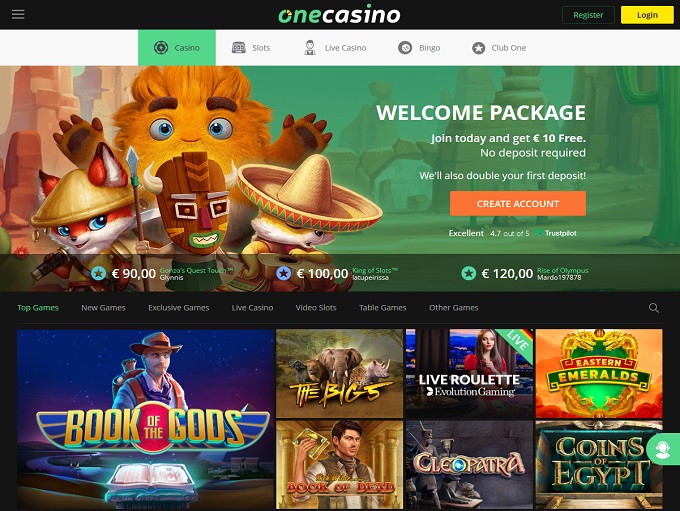 onecasino
Register
Login
Casino
Slots
Live Casino
Bingo
Club One
WELCOME PACKAGE
Join today and get € 10 Free.
No deposit required
We'll also double your first deposit!
CREATE ACCOUNT
Excellent 4.7 out of 5 Trustpilot
€ 90,00 Gonzo's Quest Touch™
Glynnis
€ 100,00 King of Slots™
latupeirissa
€ 120,00 Rise of Olympus
Mardo197878
Top Games
New Games
Exclusive Games
Live Casino
Video Slots
Table Games
Other Games
BOOK OF THE GODS
THE BIG 5
LIVE
LIVE ROULETTE
Evolution Gaming
EASTERN
EMERALDS
BOOK OF DEAD
CLEOPATRA
COINS
OF
EGYPT